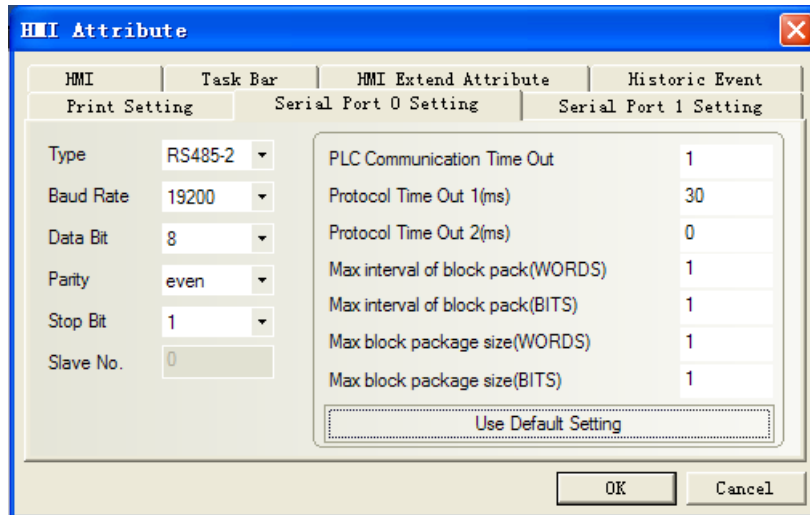 HMI Attribute
HMI Task Bar HMI Extend Attribute Historic Event
Print Setting Serial Port 0 Setting Serial Port 1 Setting
Type RS485-2
Baud Rate 19200
Data Bit 8
Parity even
Stop Bit 1
Slave No. 0
PLC Communication Time Out 1
Protocol Time Out 1(ms) 30
Protocol Time Out 2(ms) 0
Max interval of block pack(WORDS) 1
Max interval of block pack(BITS) 1
Max block package size(WORDS) 1
Max block package size(BITS) 1
Use Default Setting
OK Cancel